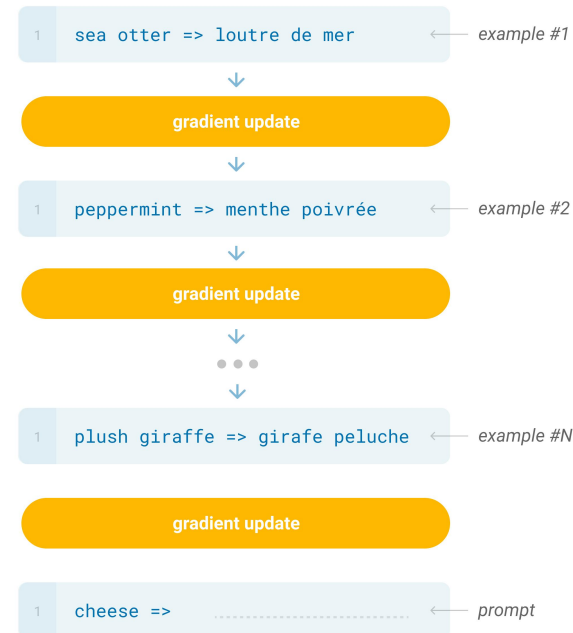 1 sea otter => loutre de mer example #1
gradient update
1 peppermint => menthe poivrée example #2
gradient update
1 plush giraffe => girafe peluche example #N
gradient update
1 cheese => prompt